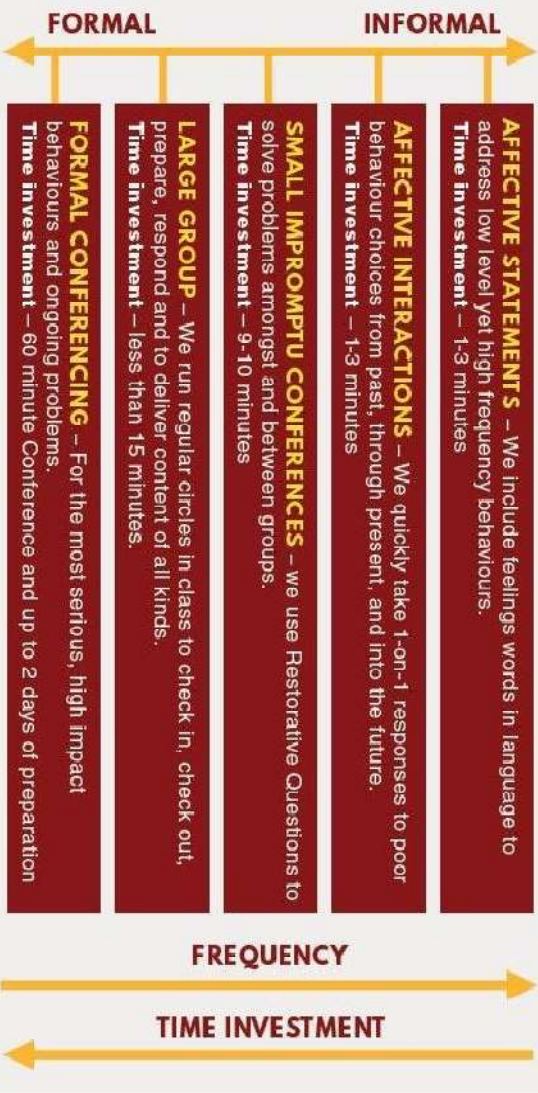 FORMAL
INFORMAL
AFFECTIVE STATEMENTS – We include feelings words in language to
address low level yet high frequency behaviours.
Time investment – 1-3 minutes
AFFECTIVE INTERACTIONS – We quickly take 1-on-1 responses to poor
behaviour choices from past, through present, and into the future.
Time investment – 1-3 minutes
SMALL IMPROMPTU CONFERENCES – we use Restorative Questions to
solve problems amongst and between groups.
Time investment – 9-10 minutes
LARGE GROUP – We run regular circles in class to check in, check out,
prepare, respond and to deliver content of all kinds.
Time investment – less than 15 minutes.
FORMAL CONFERENCING – For the most serious, high impact
behaviours and ongoing problems.
Time investment – 60 minute Conference and up to 2 days of preparation
FREQUENCY
TIME INVESTMENT